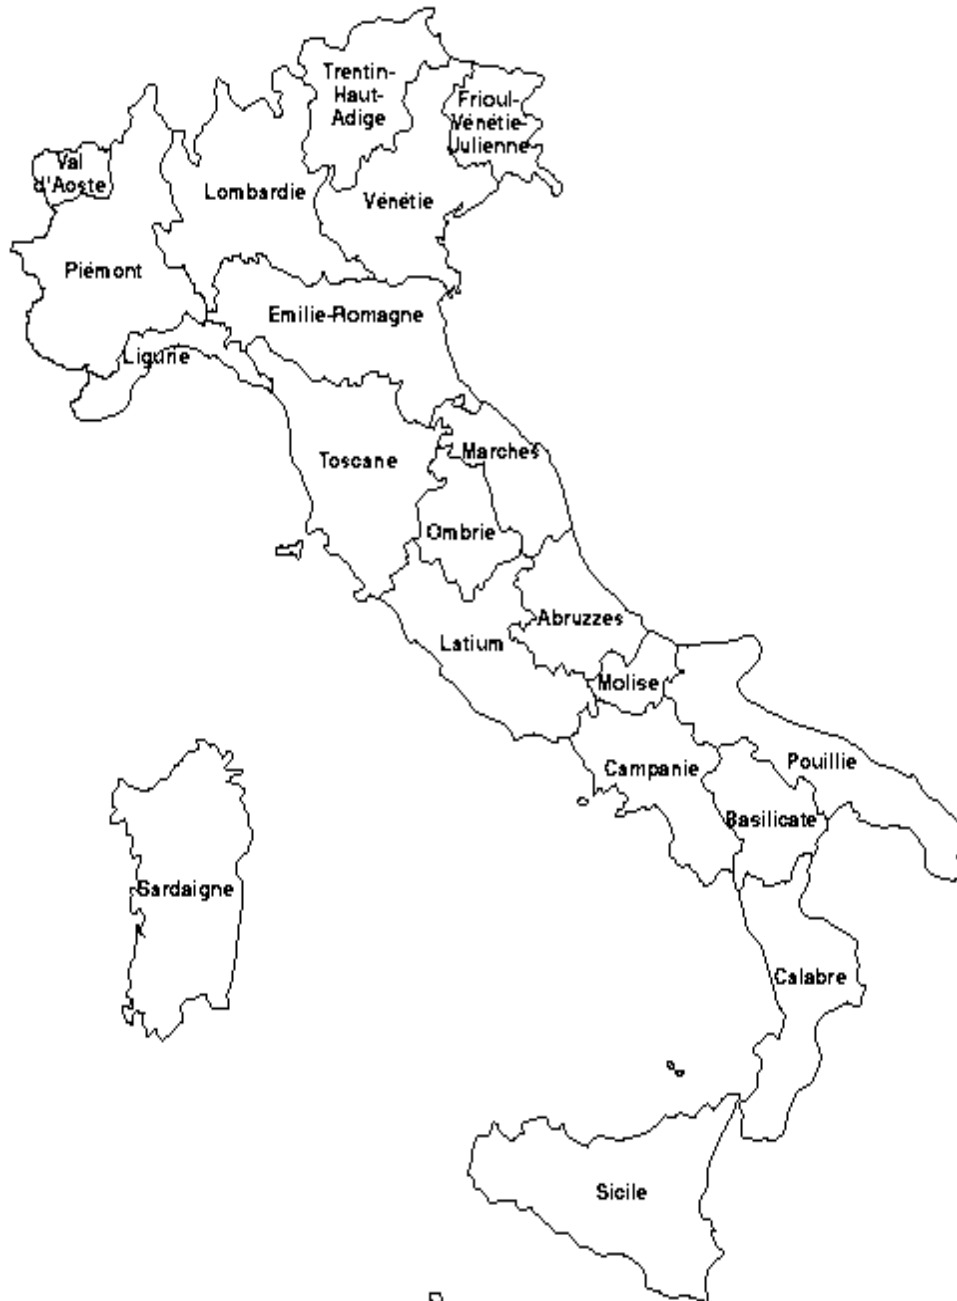 Trentin-
Haut-
Adige
Frioul-
Vénétie-
Julienne
Val
d'Aoste
Lombardie
Vénétie
Piémont
Emilie-Romagne
Ligurie
Toscane
Marches
Ombrie
Abruzzes
Latium
Molise
Campanie
Pouillie
Basilicate
Sardaigne
Calabre
Sicile